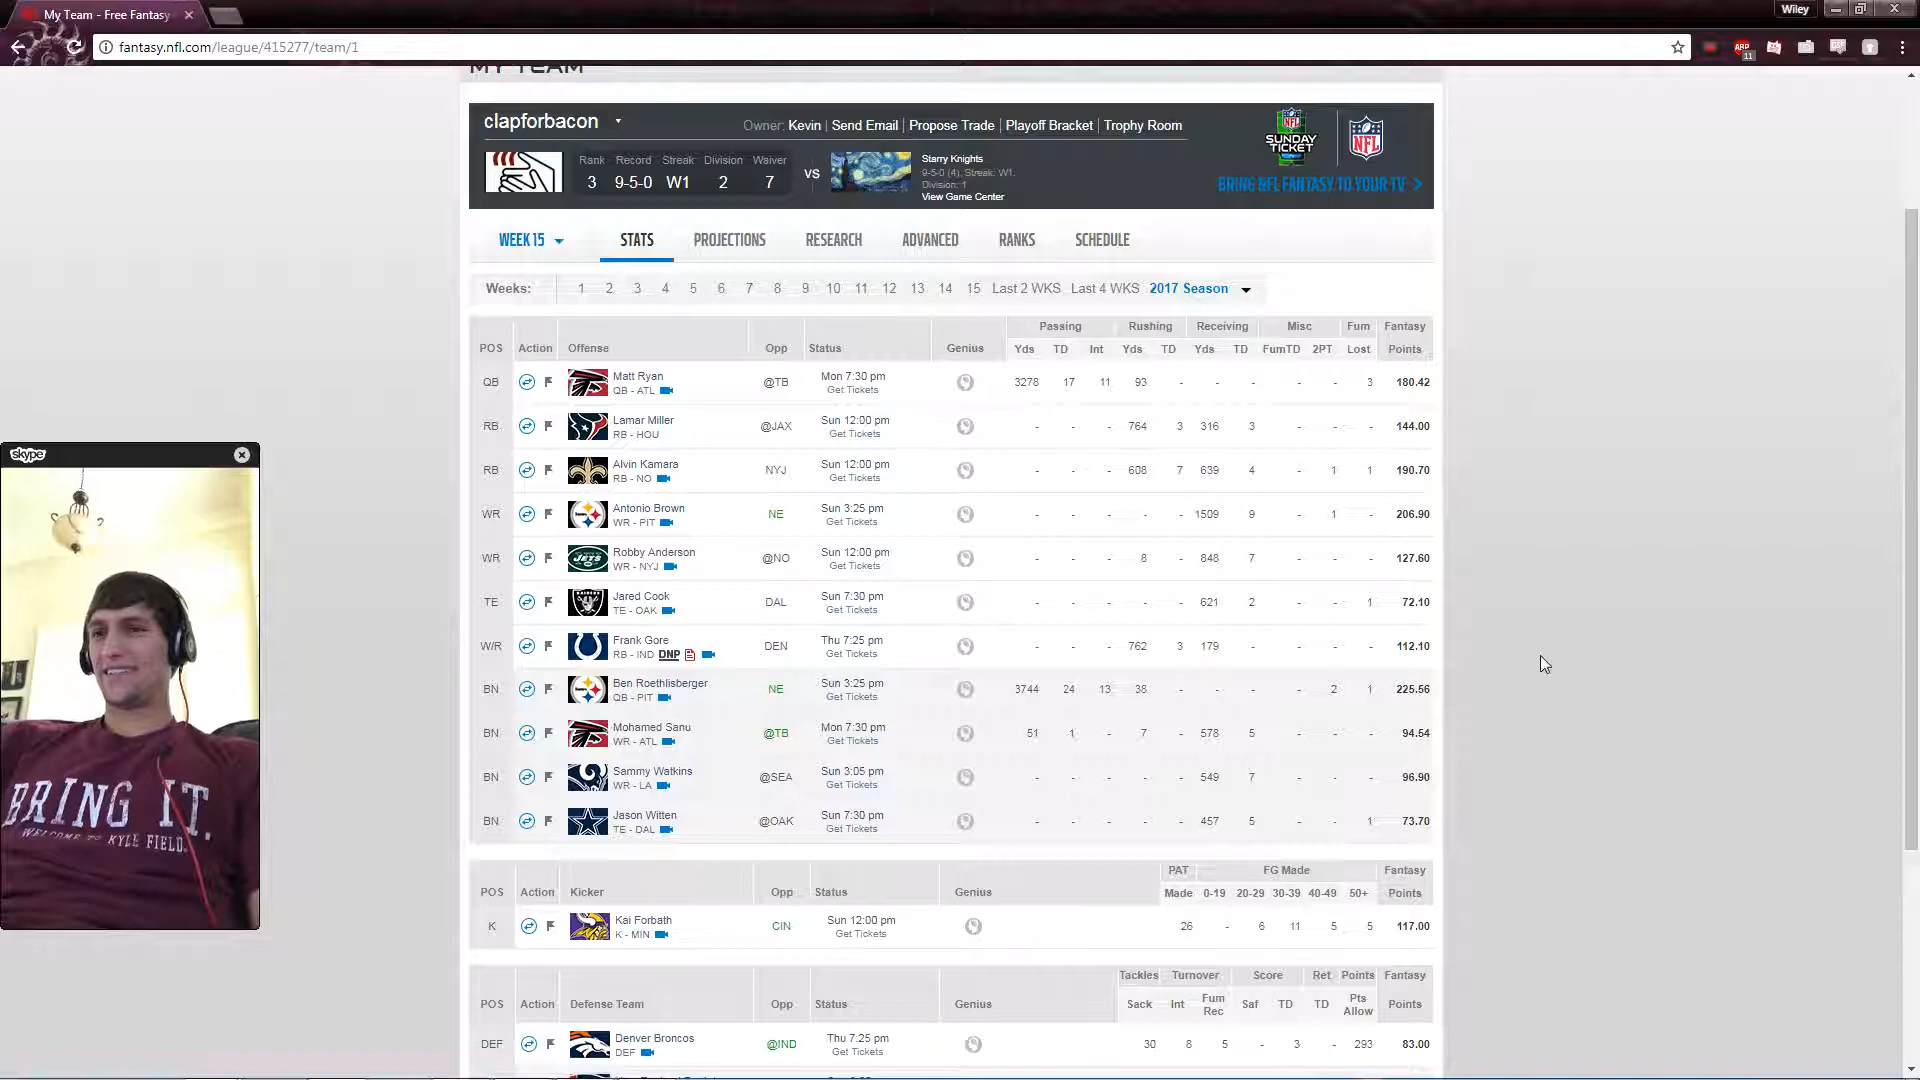 My Team - Free Fantasy
Wiley
fantasy.nfl.com/league/415277/team/1
ABP
11
MY TEAM
clapforbacon
Owner: Kevin | Send Email | Propose Trade | Playoff Bracket | Trophy Room
Rank Record Streak Division Waiver
3 9-5-0 W1 2 7
VS
Starry Knights
9-5-0 (4), Streak: W1.
Division: 1
View Game Center
NFL
SUNDAY
TICKET
NFL
BRING NFL FANTASY TO YOUR TV
WEEK 15 STATS PROJECTIONS RESEARCH ADVANCED RANKS SCHEDULE
Weeks: 1 2 3 4 5 6 7 8 9 10 11 12 13 14 15 Last 2 WKS Last 4 WKS 2017 Season
Passing Rushing Receiving Misc Fum Fantasy
POS Action Offense Opp Status Genius Yds TD Int Yds TD Yds TD FumTD 2PT Lost Points
QB Matt Ryan @TB Mon 7:30 pm 3278 17 11 93 - - - - - 3 180.42
QB - ATL Get Tickets
RB Lamar Miller @JAX Sun 12:00 pm - - - 764 3 316 3 - - - 144.00
RB - HOU Get Tickets
RB Alvin Kamara NYJ Sun 12:00 pm - - - 608 7 639 4 - 1 1 190.70
RB - NO Get Tickets
WR Antonio Brown NE Sun 3:25 pm - - - - - 1509 9 - 1 - 206.90
WR - PIT Get Tickets
WR Robby Anderson @NO Sun 12:00 pm - - - 8 - 848 7 - - - 127.60
WR - NYJ Get Tickets
TE Jared Cook DAL Sun 7:30 pm - - - - - 621 2 - - 1 72.10
TE - OAK Get Tickets
W/R Frank Gore DEN Thu 7:25 pm - - - 762 3 179 - - - - 112.10
RB - IND DNP Get Tickets
BN Ben Roethlisberger NE Sun 3:25 pm 3744 24 13 38 - - - - 2 1 225.56
QB - PIT Get Tickets
BN Mohamed Sanu @TB Mon 7:30 pm 51 1 - 7 - 578 5 - - - 94.54
WR - ATL Get Tickets
BN Sammy Watkins @SEA Sun 3:05 pm - - - - - 549 7 - - - 96.90
WR - LA Get Tickets
BN Jason Witten @OAK Sun 7:30 pm - - - - - 457 5 - - 1 73.70
TE - DAL Get Tickets
PAT FG Made Fantasy
POS Action Kicker Opp Status Genius Made 0-19 20-29 30-39 40-49 50+ Points
K Kai Forbath CIN Sun 12:00 pm 26 - 6 11 5 5 117.00
K - MIN Get Tickets
Tackles Turnover Score Ret Points Fantasy
POS Action Defense Team Opp Status Genius Sack Int Fum Rec Saf TD TD Pts Allow Points
DEF Denver Broncos @IND Thu 7:25 pm 30 8 5 - 3 - 293 83.00
DEF Get Tickets
skype
BRING IT.
WELCOME TO KYLE FIELD.